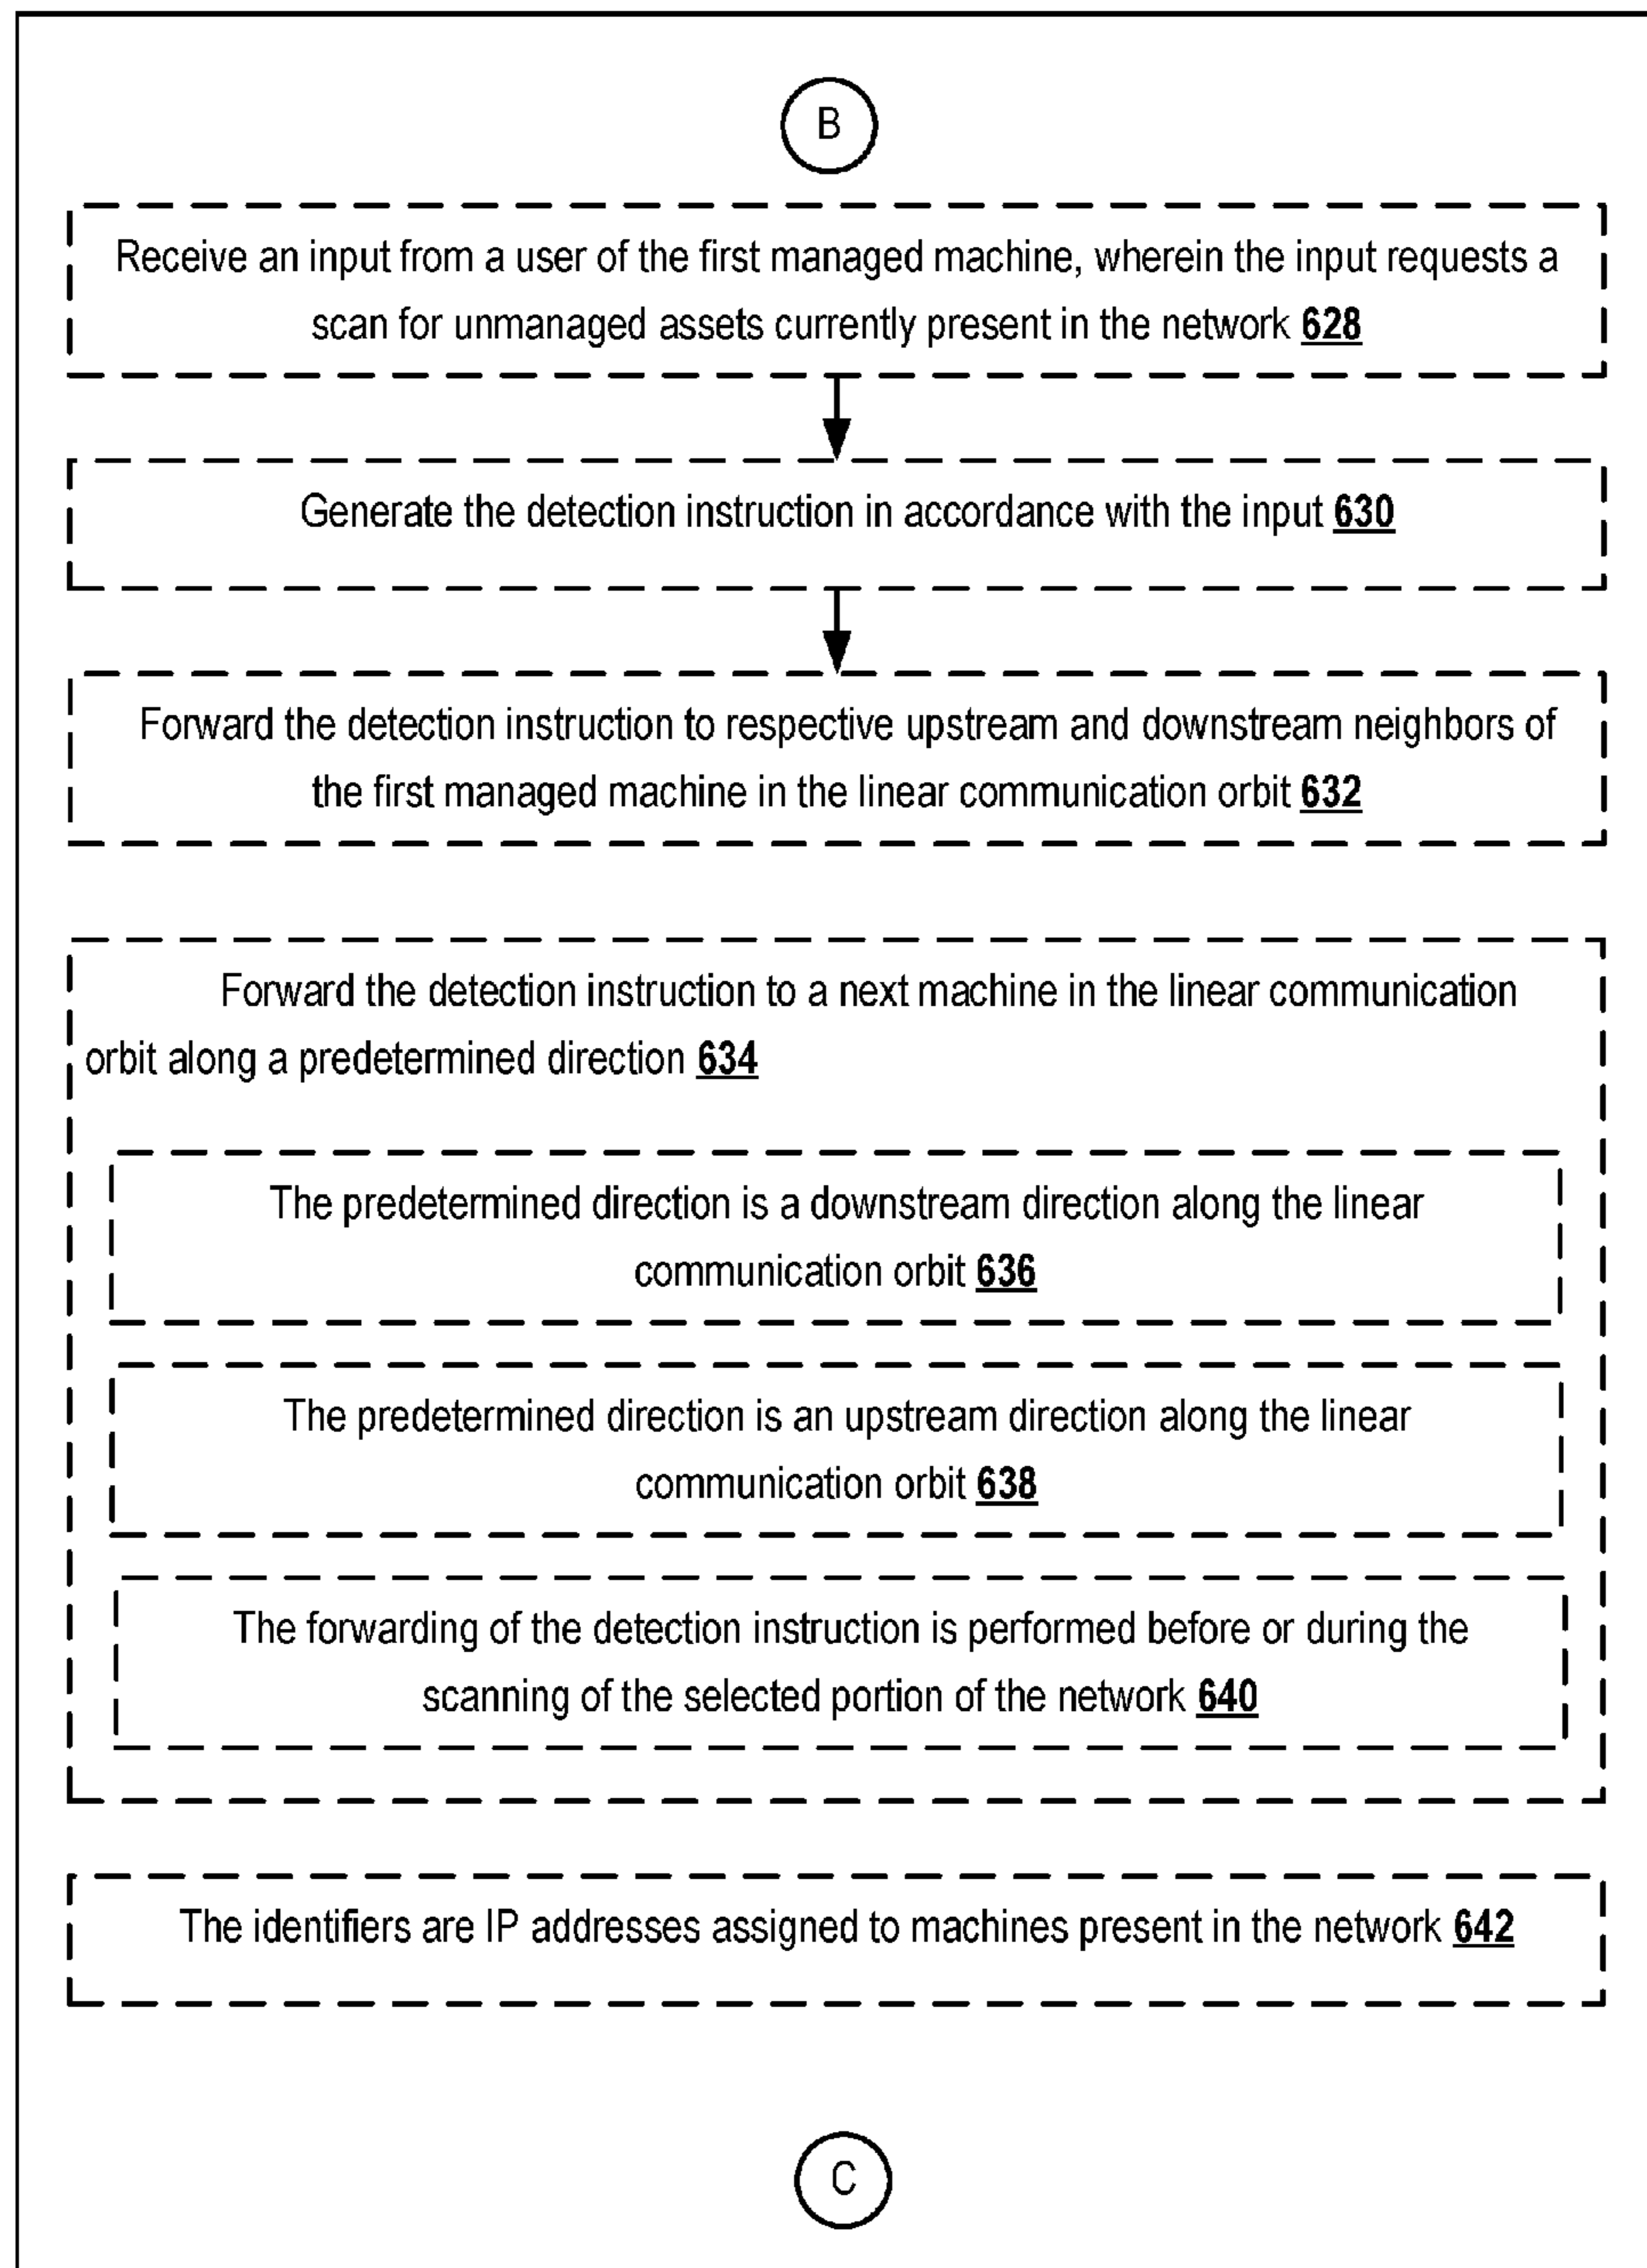 B
Receive an input from a user of the first managed machine, wherein the input requests a
scan for unmanaged assets currently present in the network 628
Generate the detection instruction in accordance with the input 630
Forward the detection instruction to respective upstream and downstream neighbors of
the first managed machine in the linear communication orbit 632
Forward the detection instruction to a next machine in the linear communication
orbit along a predetermined direction 634
The predetermined direction is a downstream direction along the linear
communication orbit 636
The predetermined direction is an upstream direction along the linear
communication orbit 638
The forwarding of the detection instruction is performed before or during the
scanning of the selected portion of the network 640
The identifiers are IP addresses assigned to machines present in the network 642
C